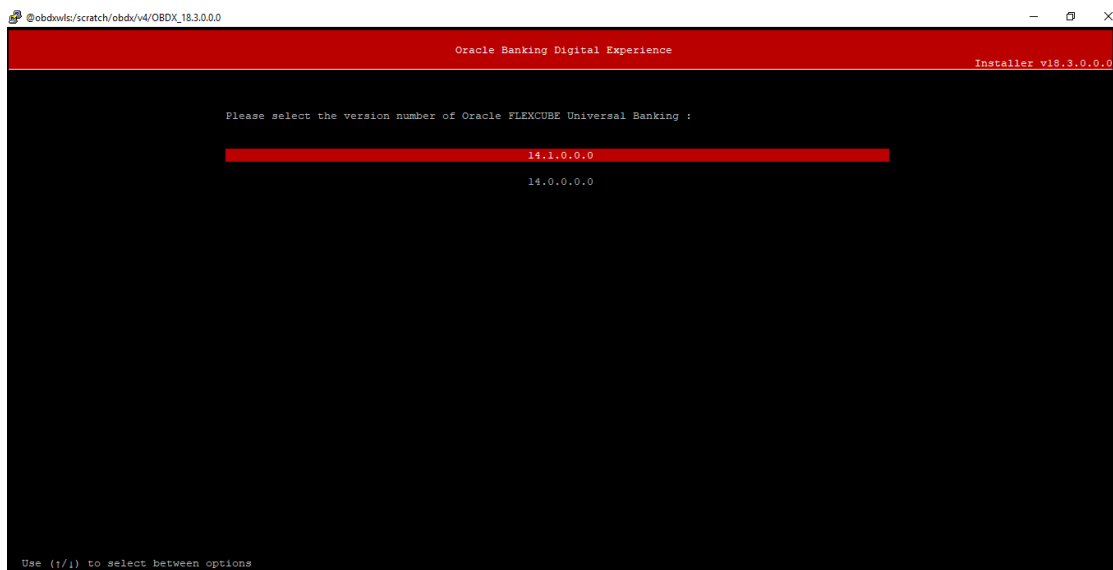 @obdxwls:/scratch/obdx/v4/OBDX_18.3.0.0.0
Oracle Banking Digital Experience
Installer v18.3.0.0.0
Please select the version number of Oracle FLEXCUBE Universal Banking :
14.1.0.0.0
14.0.0.0.0
Use (↑/↓) to select between options